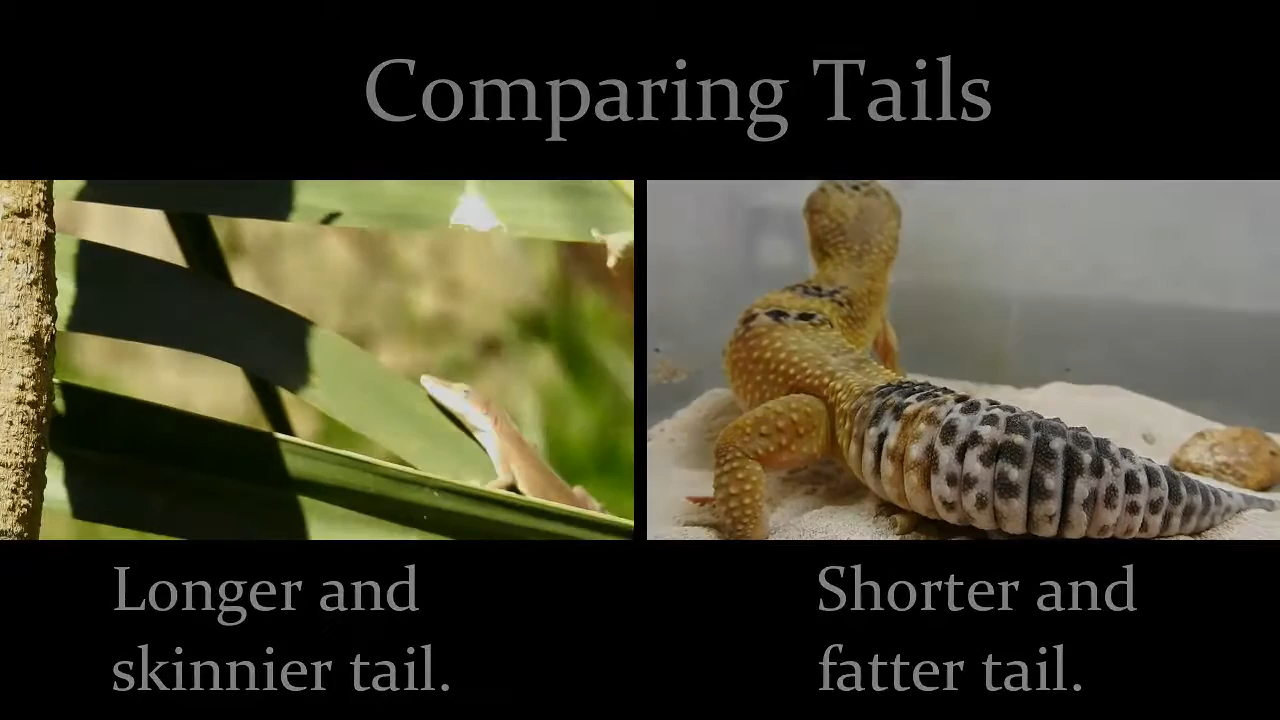 Comparing Tails
Longer and
skinnier tail.
Shorter and
fatter tail.